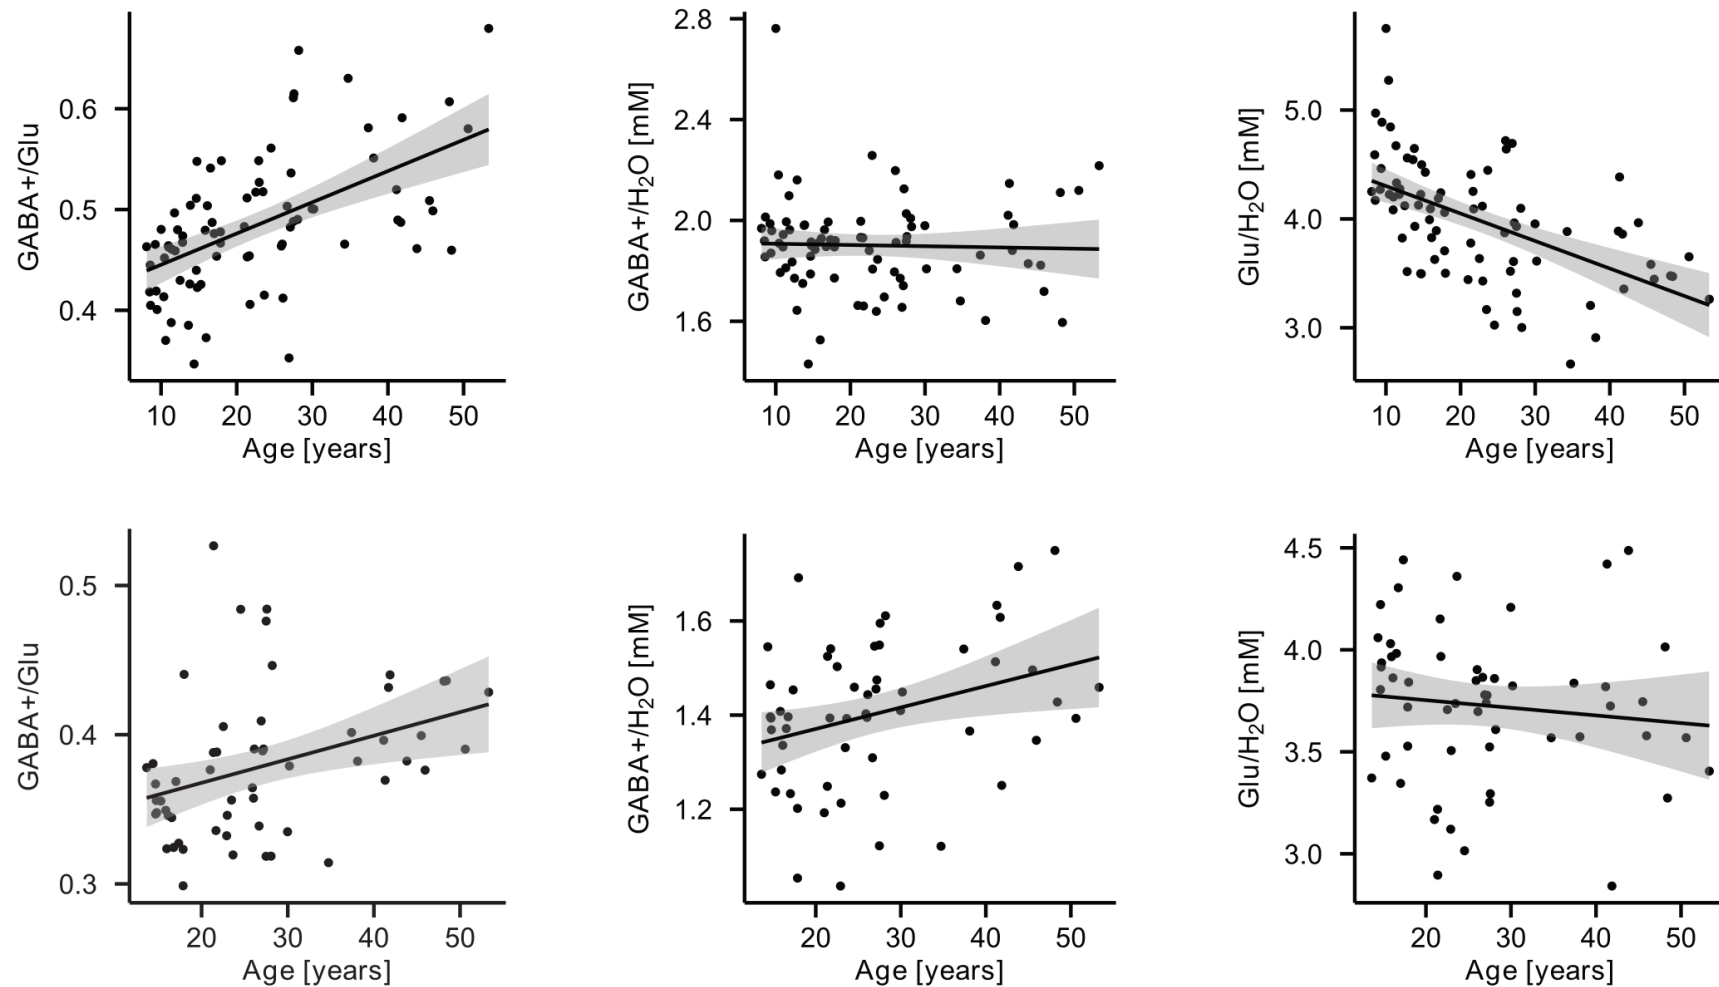 GABA+/Glu
0.6
0.5
0.4
10 20 30 40 50
Age [years]
GABA+/H₂O [mM]
2.8
2.4
2.0
1.6
10 20 30 40 50
Age [years]
Glu/H₂O [mM]
5.0
4.0
3.0
10 20 30 40 50
Age [years]
GABA+/Glu
0.5
0.4
0.3
20 30 40 50
Age [years]
GABA+/H₂O [mM]
1.6
1.4
1.2
20 30 40 50
Age [years]
Glu/H₂O [mM]
4.5
4.0
3.5
3.0
20 30 40 50
Age [years]